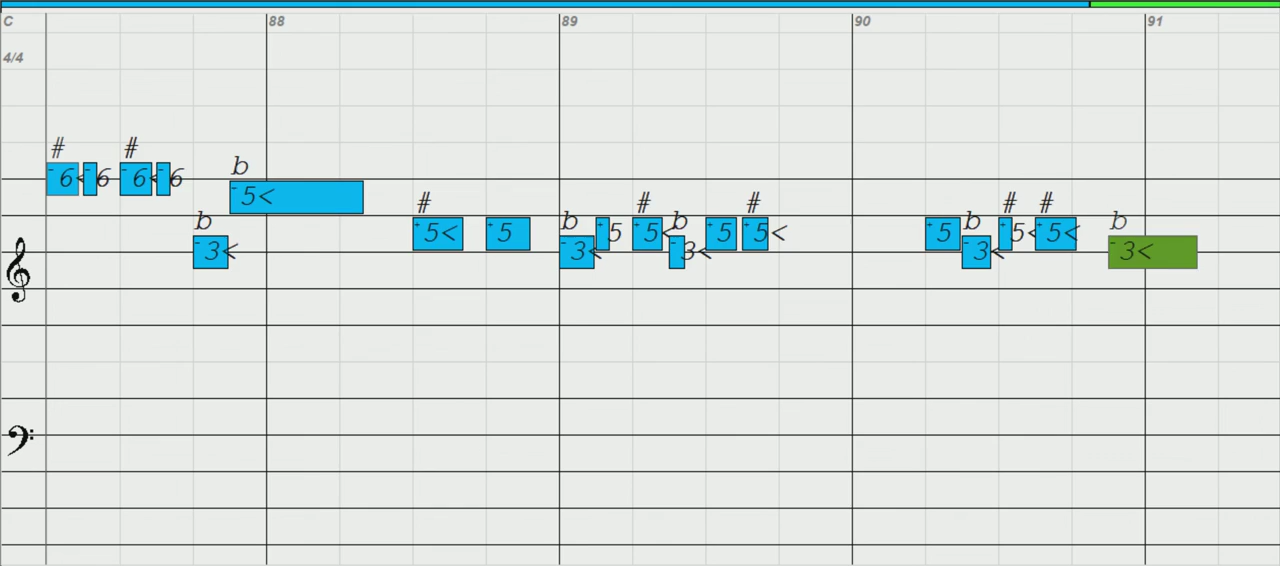 C 88 89 90 91
4/4
# #
- 6< - 6 - 6< - 6
b
- 5<
# # # # #
+ 5< + 5 + 5 + 5< + 5 + 5< + 5 + 5< + 5<
b b b b b
- 3< - 3< - 3< - 3< - 3<